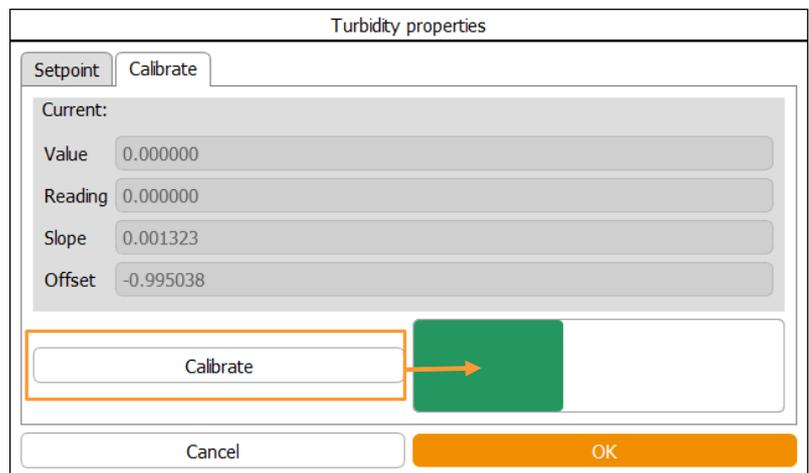 Turbidity properties
Setpoint Calibrate
Current:
Value 0.000000
Reading 0.000000
Slope 0.001323
Offset -0.995038
Calibrate
Cancel OK